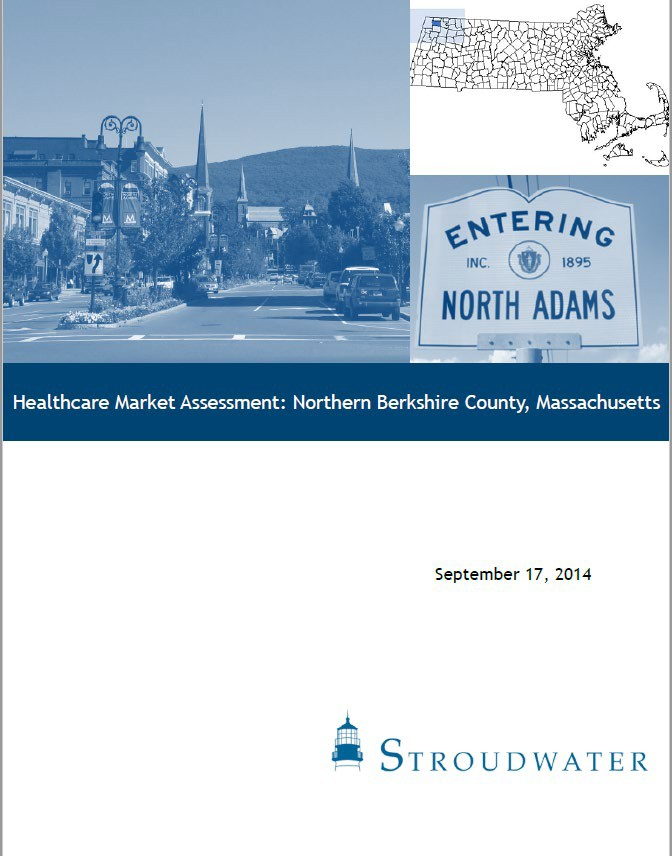 ENTERING
INC. 1895
NORTH ADAMS
Healthcare Market Assessment: Northern Berkshire County, Massachusetts
September 17, 2014
STROUDWATER